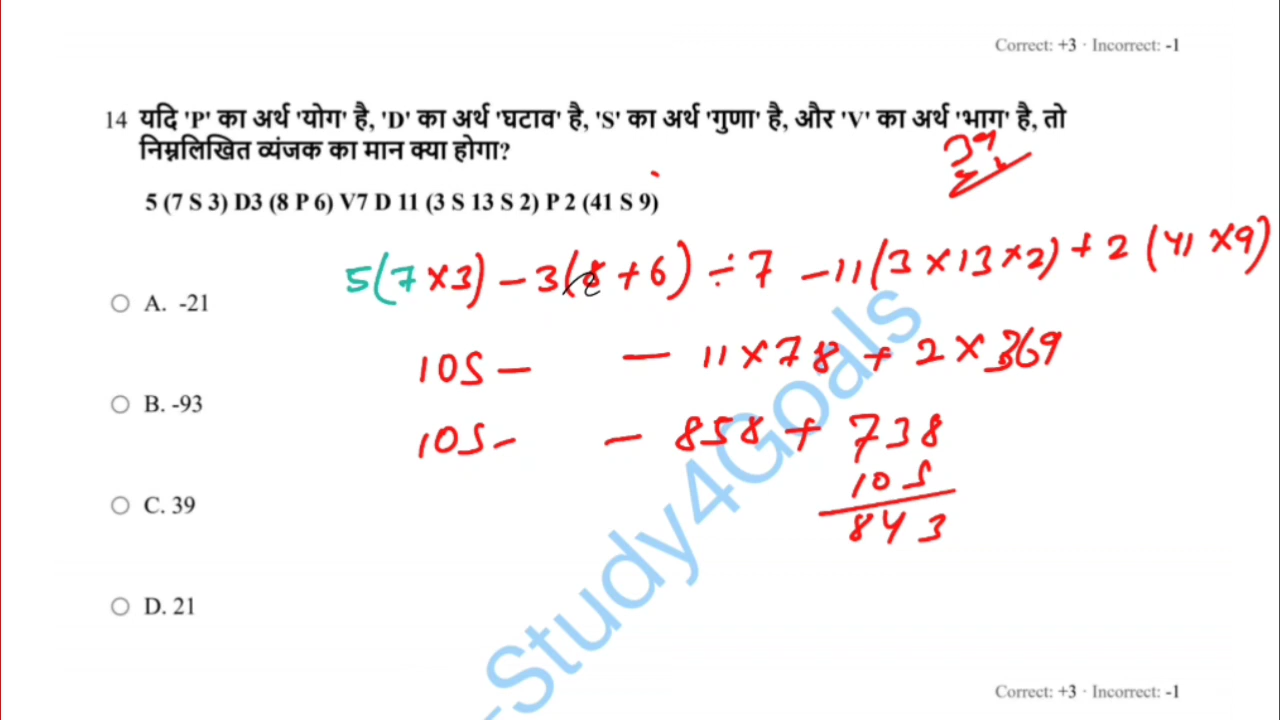 Correct: +3 · Incorrect: -1
14 यदि 'P' का अर्थ 'योग' है, 'D' का अर्थ 'घटाव' है, 'S' का अर्थ 'गुणा' है, और 'V' का अर्थ 'भाग' है, तो
निम्नलिखित व्यंजक का मान क्या होगा?
5 (7 S 3) D3 (8 P 6) V7 D 11 (3 S 13 S 2) P 2 (41 S 9)
5(7×3) – 3(8+6) ÷ 7 – 11(3×13×2) + 2(41×9)
A. -21
105 – – 11×78 + 2×369
B. -93
105 – – 858 + 738
105
843
C. 39
D. 21
-Study4Goals
Correct: +3 · Incorrect: -1